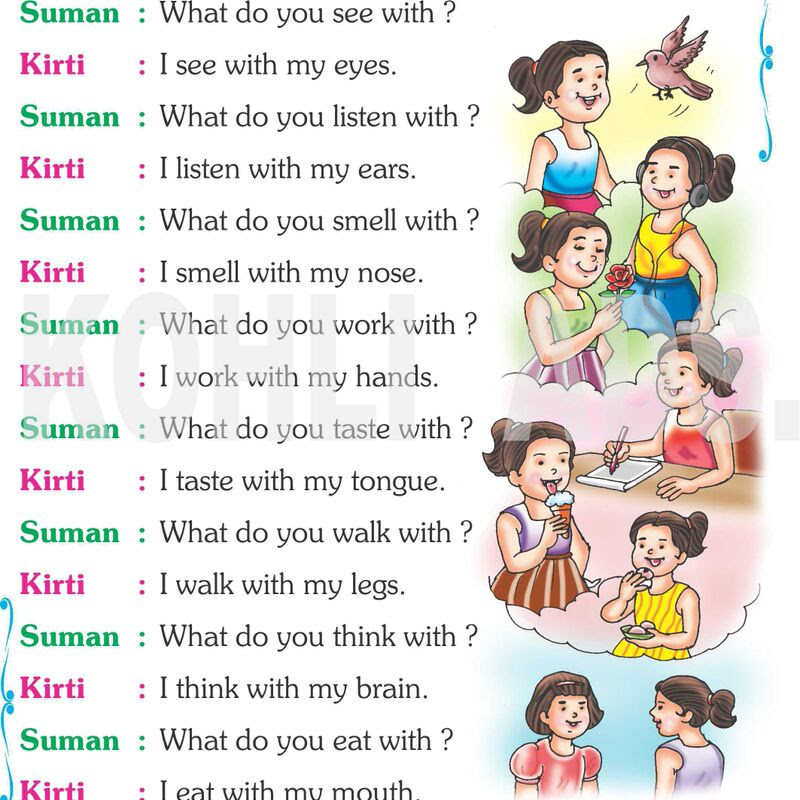 Suman : What do you see with ?
Kirti : I see with my eyes.
Suman : What do you listen with ?
Kirti : I listen with my ears.
Suman : What do you smell with ?
Kirti : I smell with my nose.
Suman : What do you work with ?
Kirti : I work with my hands.
Suman : What do you taste with ?
Kirti : I taste with my tongue.
Suman : What do you walk with ?
Kirti : I walk with my legs.
Suman : What do you think with ?
Kirti : I think with my brain.
Suman : What do you eat with ?
Kirti : I eat with my mouth.
KOHLI